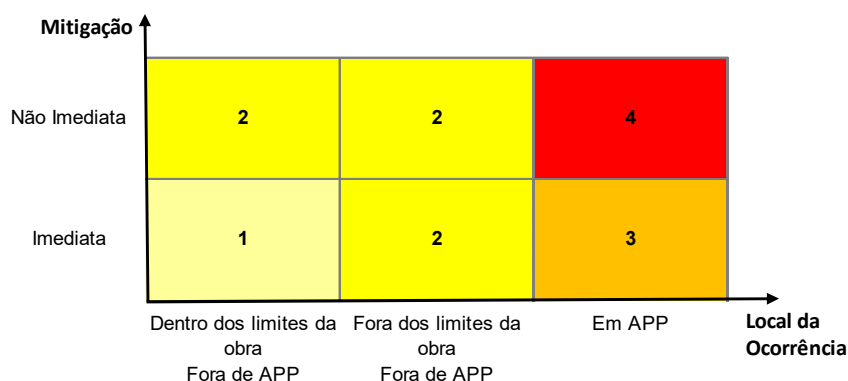 Mitigação
Não Imediata
2
2
4
Imediata
1
2
3
Dentro dos limites da
obra
Fora de APP
Fora dos limites da
obra
Fora de APP
Em APP
Local da
Ocorrência